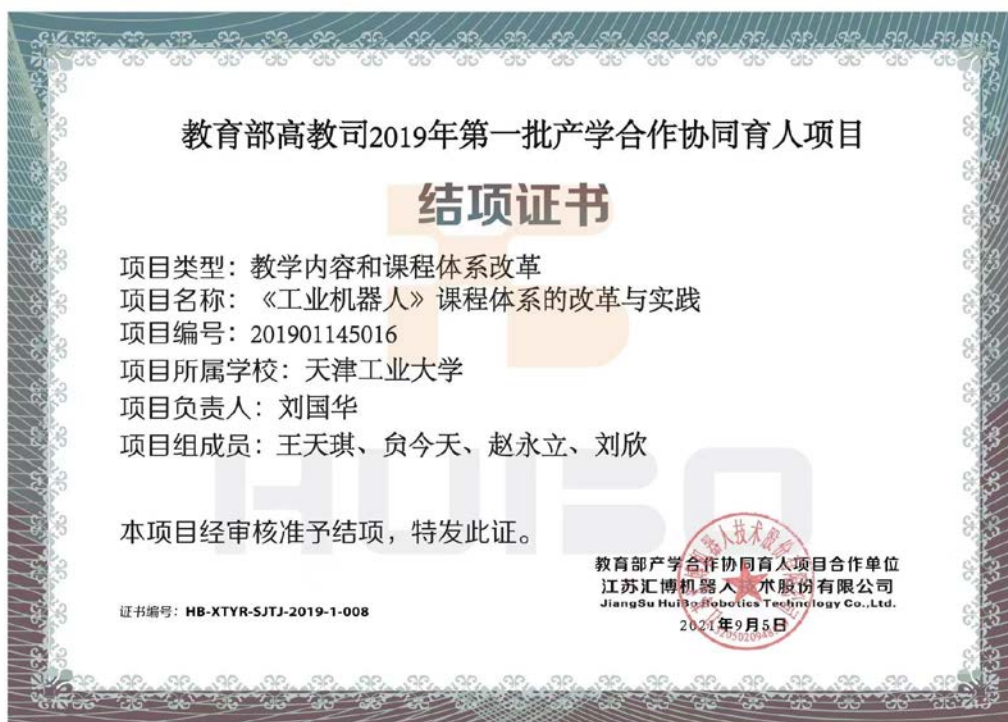 教育部高教司2019年第一批产学合作协同育人项目
结项证书
项目类型：教学内容和课程体系改革
项目名称：《工业机器人》课程体系的改革与实践
项目编号：201901145016
项目所属学校：天津工业大学
项目负责人：刘国华
项目组成员：王天琪、贠今天、赵永立、刘欣
HUIBO
本项目经审核准予结项，特发此证。
教育部产学合作协同育人项目合作单位
江苏汇博机器人技术股份有限公司
JiangSu HuiBo Robotics Technology Co.,Ltd.
证书编号：HB-XTYR-SJTJ-2019-1-008
2021年9月5日